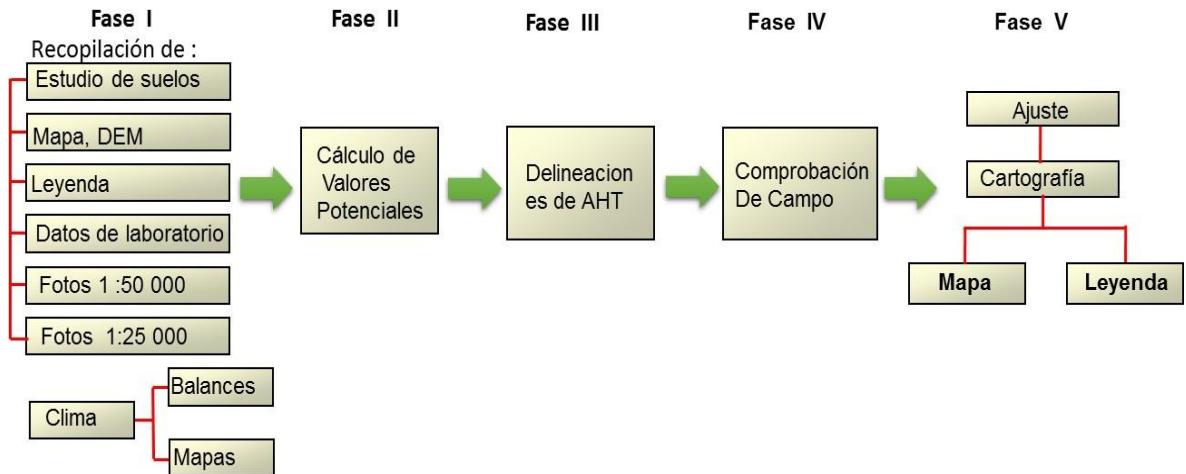 Fase I
Recopilación de :
Estudio de suelos
Mapa, DEM
Leyenda
Datos de laboratorio
Fotos 1 :50 000
Fotos 1:25 000
Clima
Balances
Mapas
Fase II
Cálculo de
Valores
Potenciales
Fase III
Delineacion
es de AHT
Fase IV
Comprobación
De Campo
Fase V
Ajuste
Cartografía
Mapa
Leyenda